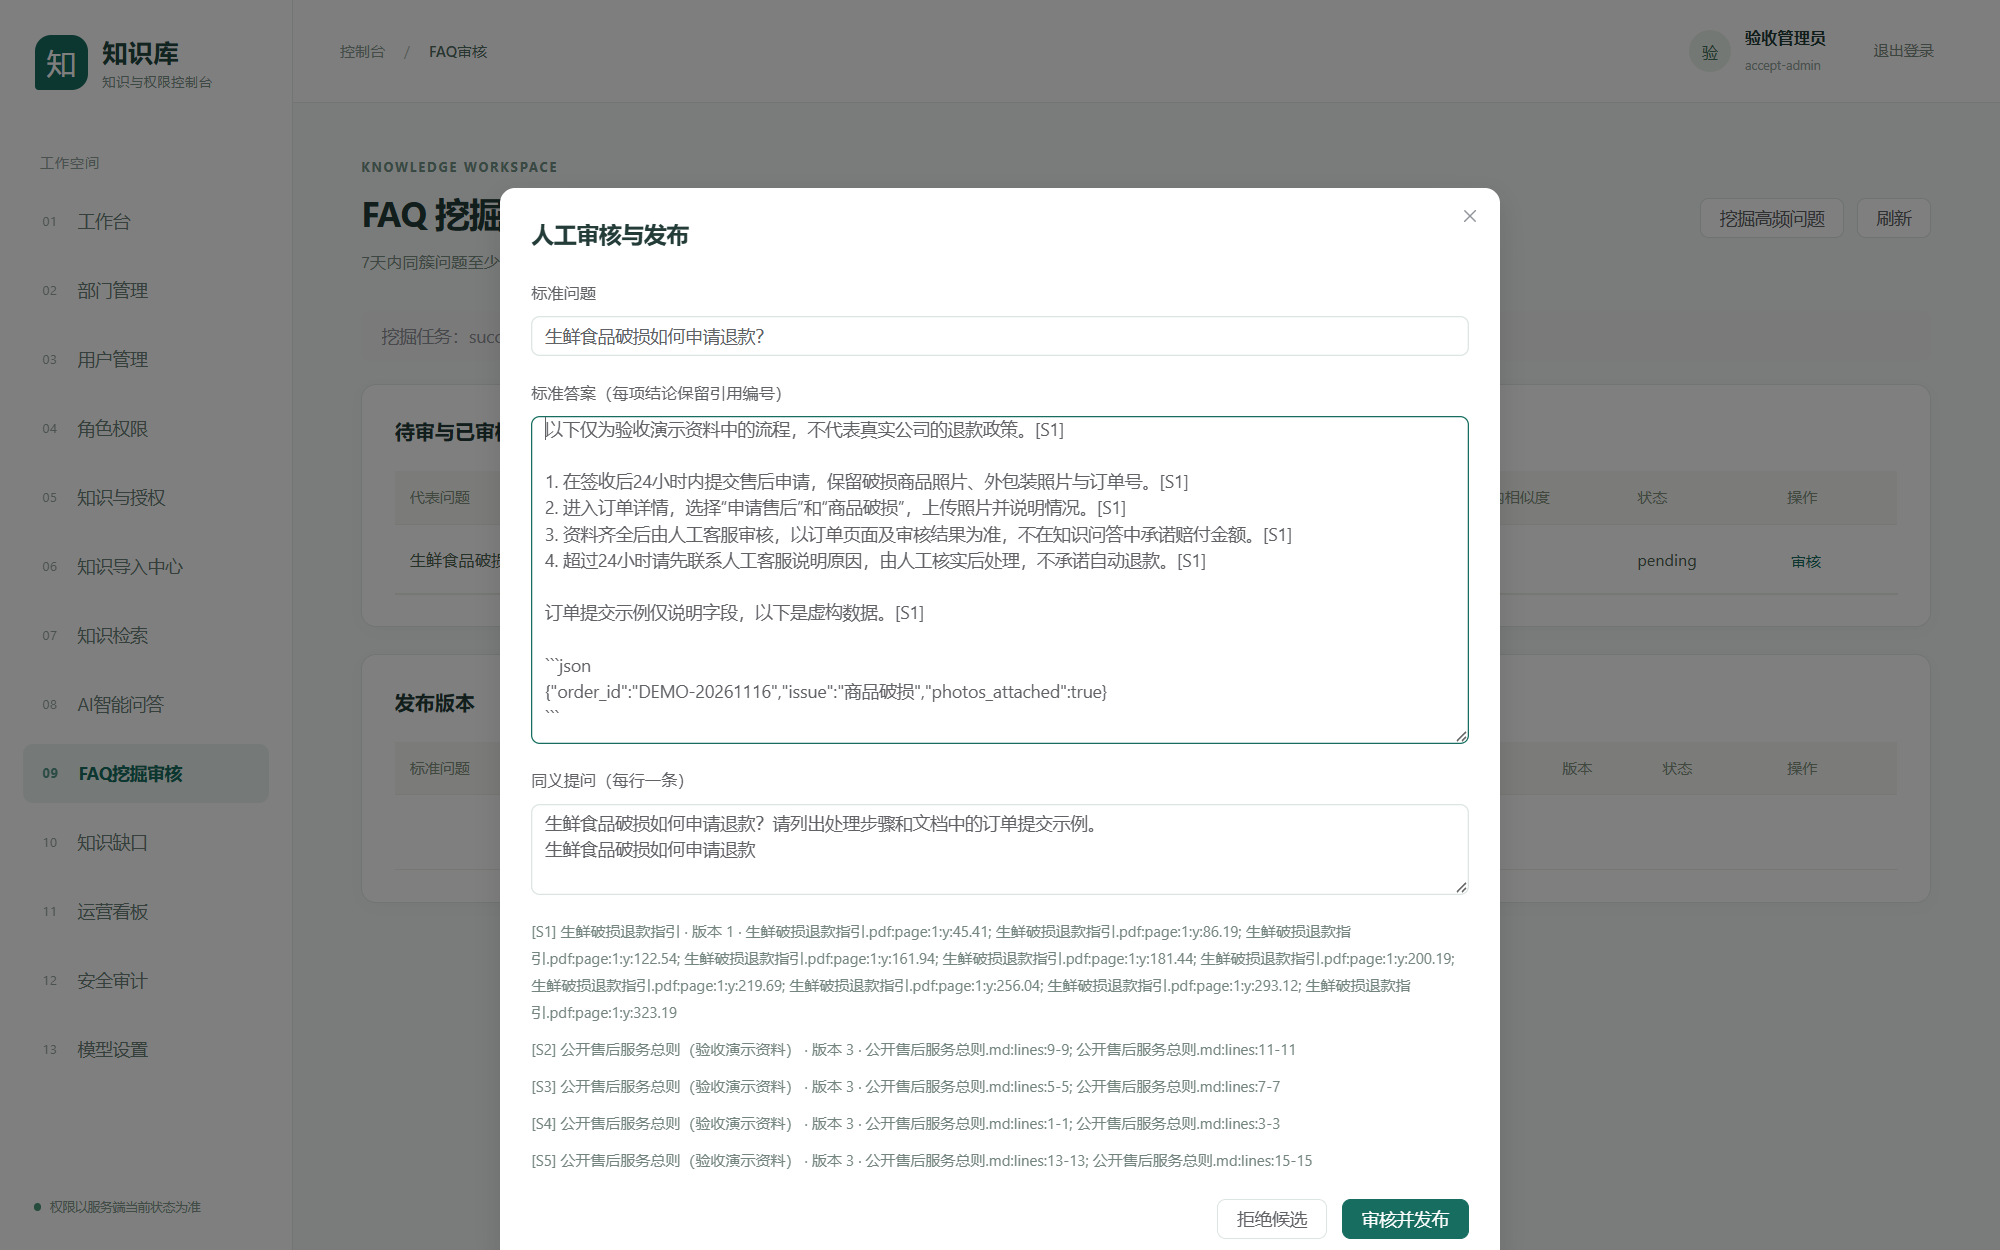 知
知识库
知识与权限控制台
工作空间
01 工作台
02 部门管理
03 用户管理
04 角色权限
05 知识与授权
06 知识导入中心
07 知识检索
08 AI智能问答
09 FAQ挖掘审核
10 知识缺口
11 运营看板
12 安全审计
13 模型设置
权限以服务端当前状态为准
控制台 / FAQ审核
验
验收管理员
accept-admin
退出登录
KNOWLEDGE WORKSPACE
FAQ 挖掘
7天内同簇问题至少
挖掘高频问题
刷新
挖掘任务：succ
待审与已审
代表问题
相似度
状态
操作
生鲜食品破损
pending
审核
发布版本
标准问题
版本
状态
操作
人工审核与发布
标准问题
生鲜食品破损如何申请退款？
标准答案（每项结论保留引用编号）
以下仅为验收演示资料中的流程，不代表真实公司的退款政策。[S1]
1. 在签收后24小时内提交售后申请，保留破损商品照片、外包装照片与订单号。[S1]
2. 进入订单详情，选择“申请售后”和“商品破损”，上传照片并说明情况。[S1]
3. 资料齐全后由人工客服审核，以订单页面及审核结果为准，不在知识问答中承诺赔付金额。[S1]
4. 超过24小时请先联系人工客服说明原因，由人工核实后处理，不承诺自动退款。[S1]
订单提交示例仅说明字段，以下是虚构数据。[S1]
```json
{"order_id":"DEMO-20261116","issue":"商品破损","photos_attached":true}
```
同义提问（每行一条）
生鲜食品破损如何申请退款？请列出处理步骤和文档中的订单提交示例。
生鲜食品破损如何申请退款
[S1] 生鲜破损退款指引 · 版本 1 · 生鲜破损退款指引.pdf:page:1:y:45.41; 生鲜破损退款指引.pdf:page:1:y:86.19; 生鲜破损退款指
引.pdf:page:1:y:122.54; 生鲜破损退款指引.pdf:page:1:y:161.94; 生鲜破损退款指引.pdf:page:1:y:181.44; 生鲜破损退款指引.pdf:page:1:y:200.19;
生鲜破损退款指引.pdf:page:1:y:219.69; 生鲜破损退款指引.pdf:page:1:y:256.04; 生鲜破损退款指引.pdf:page:1:y:293.12; 生鲜破损退款指
引.pdf:page:1:y:323.19
[S2] 公开售后服务总则（验收演示资料） · 版本 3 · 公开售后服务总则.md:lines:9-9; 公开售后服务总则.md:lines:11-11
[S3] 公开售后服务总则（验收演示资料） · 版本 3 · 公开售后服务总则.md:lines:5-5; 公开售后服务总则.md:lines:7-7
[S4] 公开售后服务总则（验收演示资料） · 版本 3 · 公开售后服务总则.md:lines:1-1; 公开售后服务总则.md:lines:3-3
[S5] 公开售后服务总则（验收演示资料） · 版本 3 · 公开售后服务总则.md:lines:13-13; 公开售后服务总则.md:lines:15-15
拒绝候选
审核并发布